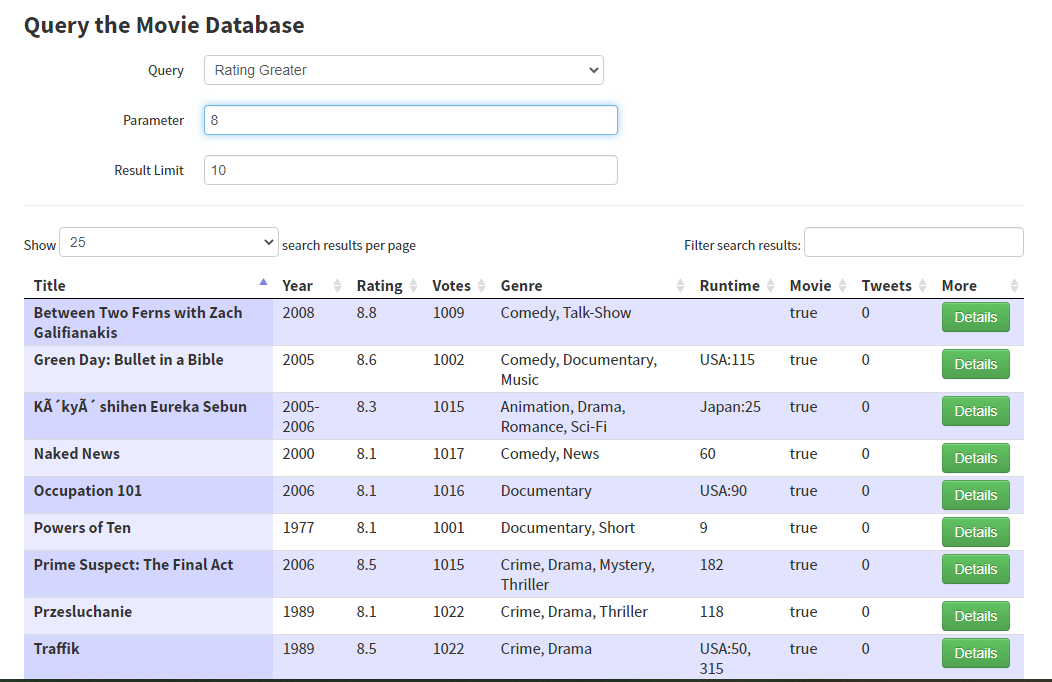 Query the Movie Database
Query Rating Greater
Parameter 8
Result Limit 10
Show 25 search results per page Filter search results:
Title Year Rating Votes Genre Runtime Movie Tweets More
Between Two Ferns with Zach 2008 8.8 1009 Comedy, Talk-Show true 0 Details
Galifianakis
Green Day: Bullet in a Bible 2005 8.6 1002 Comedy, Documentary, USA:115 true 0 Details
Music
KÃ´kyÃ´ shihen Eureka Sebun 2005- 8.3 1015 Animation, Drama, Japan:25 true 0 Details
2006 Romance, Sci-Fi
Naked News 2000 8.1 1017 Comedy, News 60 true 0 Details
Occupation 101 2006 8.1 1016 Documentary USA:90 true 0 Details
Powers of Ten 1977 8.1 1001 Documentary, Short 9 true 0 Details
Prime Suspect: The Final Act 2006 8.5 1015 Crime, Drama, Mystery, 182 true 0 Details
Thriller
Przesluchanie 1989 8.1 1022 Crime, Drama, Thriller 118 true 0 Details
Traffik 1989 8.5 1022 Crime, Drama USA:50, true 0 Details
315